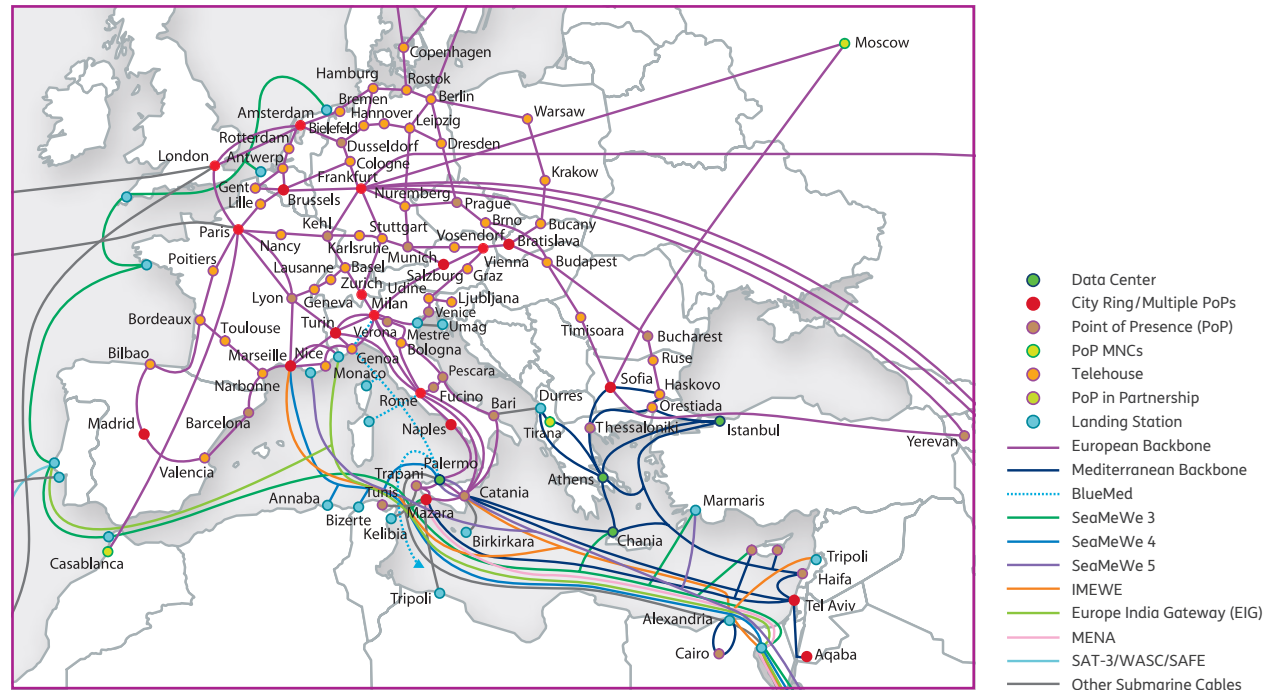 Moscow
Copenhagen
Hamburg
Rostok
Bremen
Berlin
Amsterdam
Hannover
Warsaw
Bielefeld
Leipzig
Rotterdam
Dusseldorf
Dresden
London
Antwerp
Cologne
Frankfurt
Krakow
Gent
Nuremberg
Lille
Brussels
Prague
Kehl
Stuttgart
Brnø
Bucany
Paris
Vosendorf
Bratislava
Nancy
Karlsruhe
Munich
Vienna
Poitiers
Lausanne
Basel
Salzburg
Graz
Budapest
Zurich
Udine
Lyon
Geneva
Milan
Ljubljana
Venice
Bordeaux
Turin
Umag
Timisoara
Toulouse
Verona
Mestre
Bucharest
Bologna
Bilbao
Marseille
Nice
Genoa
Ruse
Monaco
Pescara
Sofia
Narbonne
Fucino
Durres
Haskovo
Rome
Orestiada
Bari
Madrid
Barcelona
Naples
Tirana
Thessaloniki
Istanbul
Yerevan
Valencia
Palermo
Trapani
Athens
Annaba
Tunis
Catania
Marmaris
Mazara
Bizerte
Kelibia
Birkirkara
Chania
Casablanca
Tripoli
Haifa
Tripoli
Tel Aviv
Alexandria
Cairo
Aqaba
Data Center
City Ring/Multiple PoPs
Point of Presence (PoP)
PoP MNCs
Telehouse
PoP in Partnership
Landing Station
European Backbone
Mediterranean Backbone
BlueMed
SeaMeWe 3
SeaMeWe 4
SeaMeWe 5
IMEWE
Europe India Gateway (EIG)
MENA
SAT-3/WASC/SAFE
Other Submarine Cables